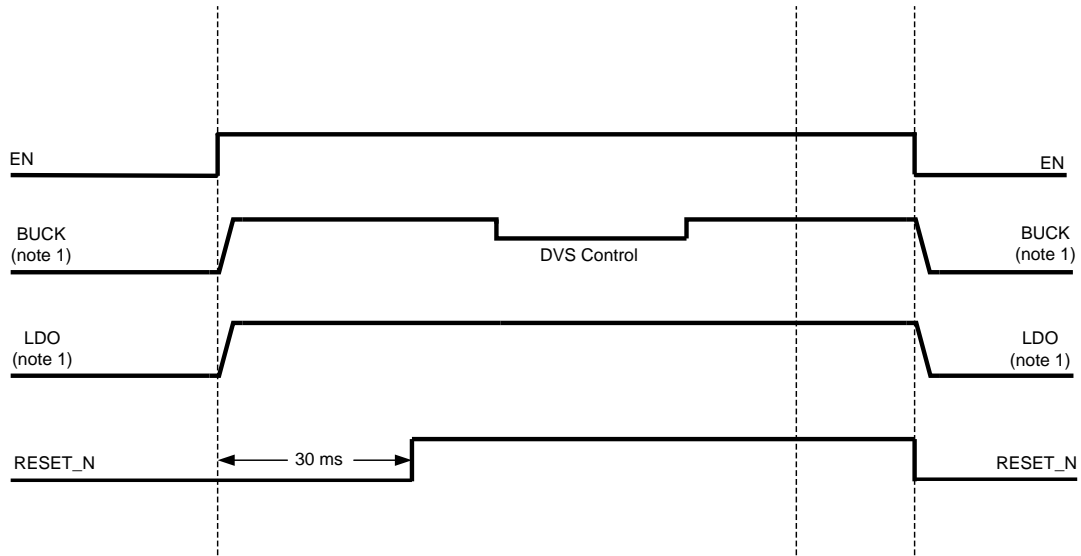 EN
EN
BUCK
(note 1)
DVS Control
BUCK
(note 1)
LDO
(note 1)
LDO
(note 1)
RESET_N
30 ms
RESET_N